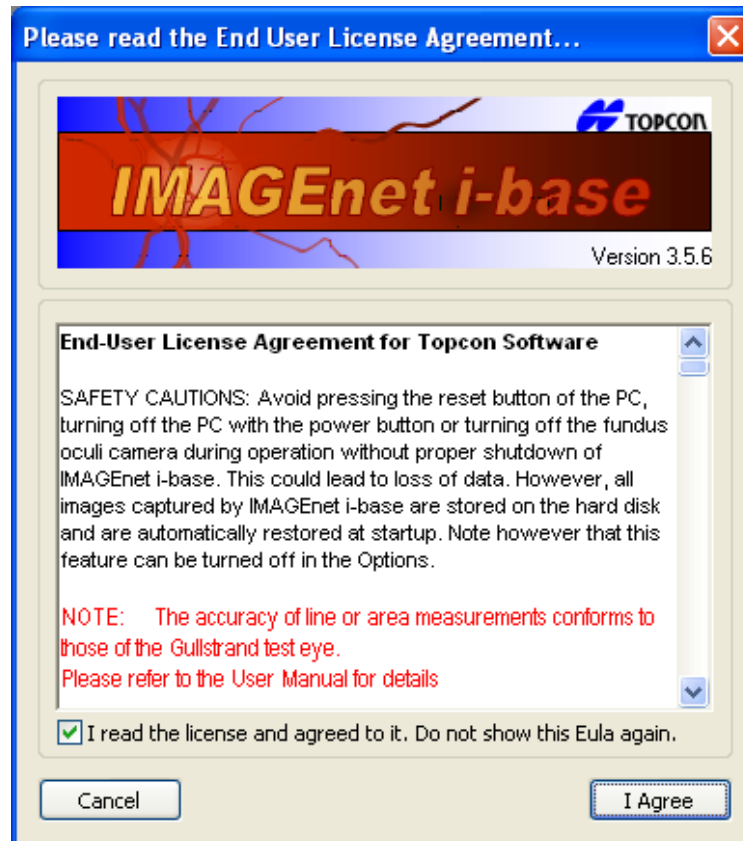 Please read the End User License Agreement...
TOPCON
IMAGEnet i-base
Version 3.5.6
End-User License Agreement for Topcon Software
SAFETY CAUTIONS: Avoid pressing the reset button of the PC,
turning off the PC with the power button or turning off the fundus
oculi camera during operation without proper shutdown of
IMAGEnet i-base. This could lead to loss of data. However, all
images captured by IMAGEnet i-base are stored on the hard disk
and are automatically restored at startup. Note however that this
feature can be turned off in the Options.
NOTE: The accuracy of line or area measurements conforms to
those of the Gullstrand test eye.
Please refer to the User Manual for details
I read the license and agreed to it. Do not show this Eula again.
Cancel
I Agree